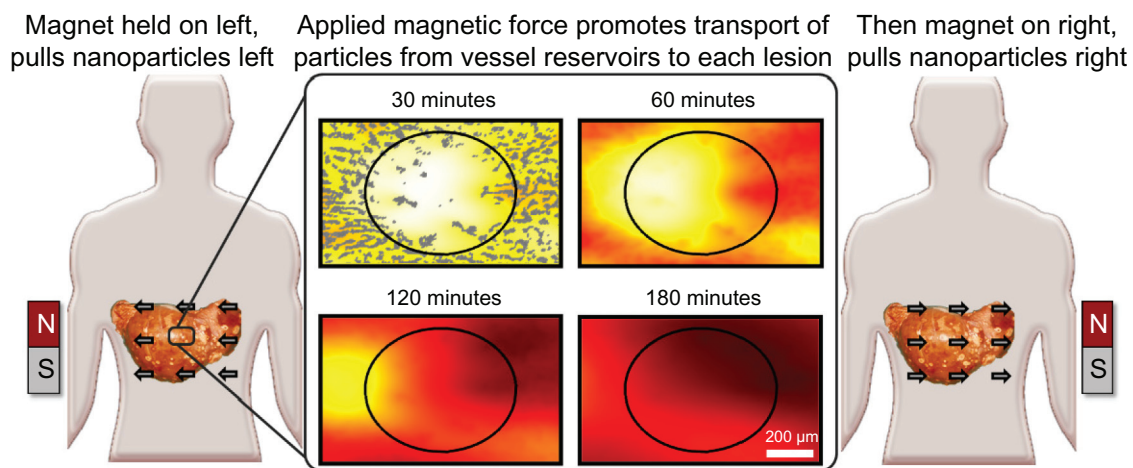 Magnet held on left,
pulls nanoparticles left
Applied magnetic force promotes transport of
particles from vessel reservoirs to each lesion
Then magnet on right,
pulls nanoparticles right
30 minutes
60 minutes
120 minutes
180 minutes
200 µm
N
S
N
S